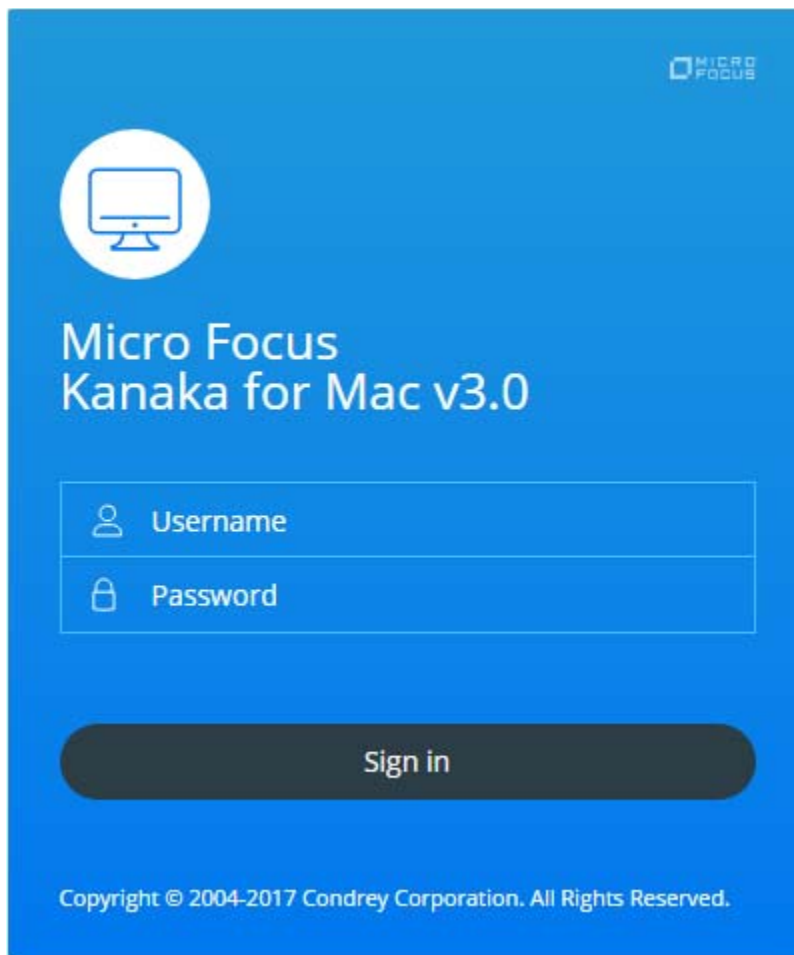 MICRO
FOCUS
Micro Focus
Kanaka for Mac v3.0
Username
Password
Sign in
Copyright © 2004-2017 Condrey Corporation. All Rights Reserved.